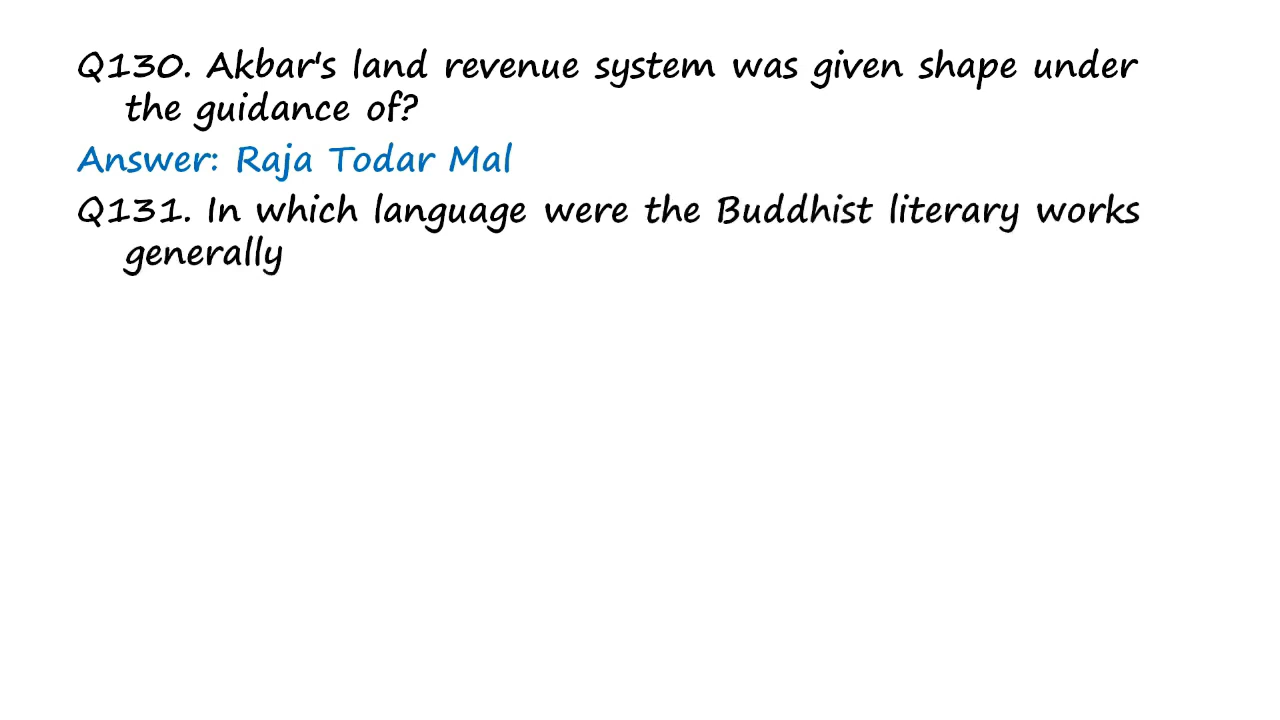 Q130. Akbar's land revenue system was given shape under
the guidance of?
Answer: Raja Todar Mal
Q131. In which language were the Buddhist literary works
generally